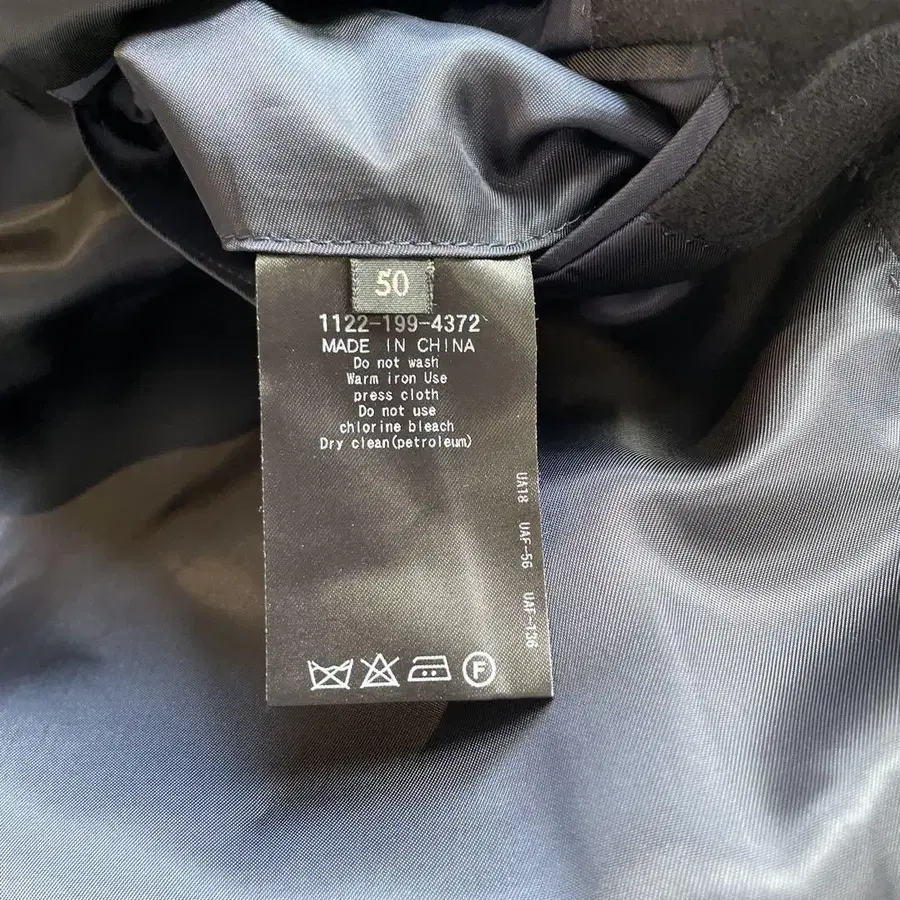 50
1122-199-4372
MADE IN CHINA
Do not wash
Warm iron Use
press cloth
Do not use
chlorine bleach
Dry clean(petroleum)
UA18 UAF-56 UAF-136
F